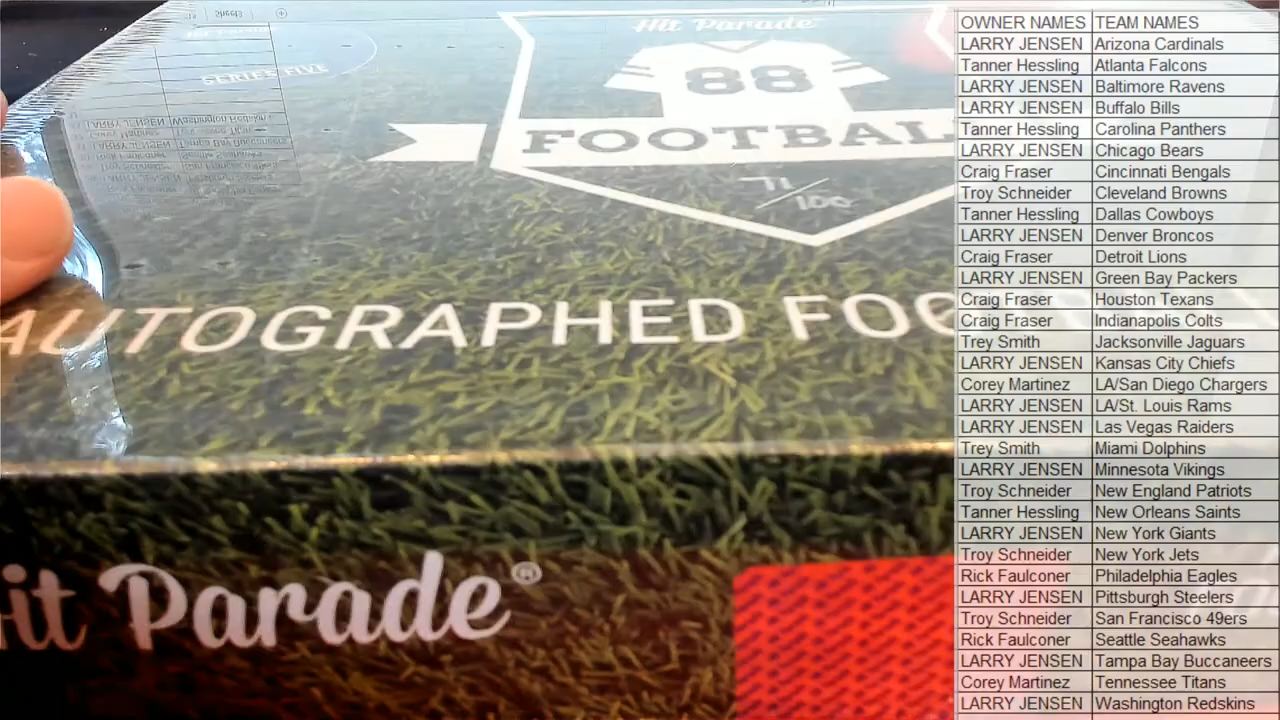 Sheet3
Hit Parade
88
FOOTBAL
71/100
SERIES FIVE
AUTOGRAPHED FOO
Hit Parade®
OWNER NAMES TEAM NAMES
LARRY JENSEN Arizona Cardinals
Tanner Hessling Atlanta Falcons
LARRY JENSEN Baltimore Ravens
LARRY JENSEN Buffalo Bills
Tanner Hessling Carolina Panthers
LARRY JENSEN Chicago Bears
Craig Fraser Cincinnati Bengals
Troy Schneider Cleveland Browns
Tanner Hessling Dallas Cowboys
LARRY JENSEN Denver Broncos
Craig Fraser Detroit Lions
LARRY JENSEN Green Bay Packers
Craig Fraser Houston Texans
Craig Fraser Indianapolis Colts
Trey Smith Jacksonville Jaguars
LARRY JENSEN Kansas City Chiefs
Corey Martinez LA/San Diego Chargers
LARRY JENSEN LA/St. Louis Rams
LARRY JENSEN Las Vegas Raiders
Trey Smith Miami Dolphins
LARRY JENSEN Minnesota Vikings
Troy Schneider New England Patriots
Tanner Hessling New Orleans Saints
LARRY JENSEN New York Giants
Troy Schneider New York Jets
Rick Faulconer Philadelphia Eagles
LARRY JENSEN Pittsburgh Steelers
Troy Schneider San Francisco 49ers
Rick Faulconer Seattle Seahawks
LARRY JENSEN Tampa Bay Buccaneers
Corey Martinez Tennessee Titans
LARRY JENSEN Washington Redskins